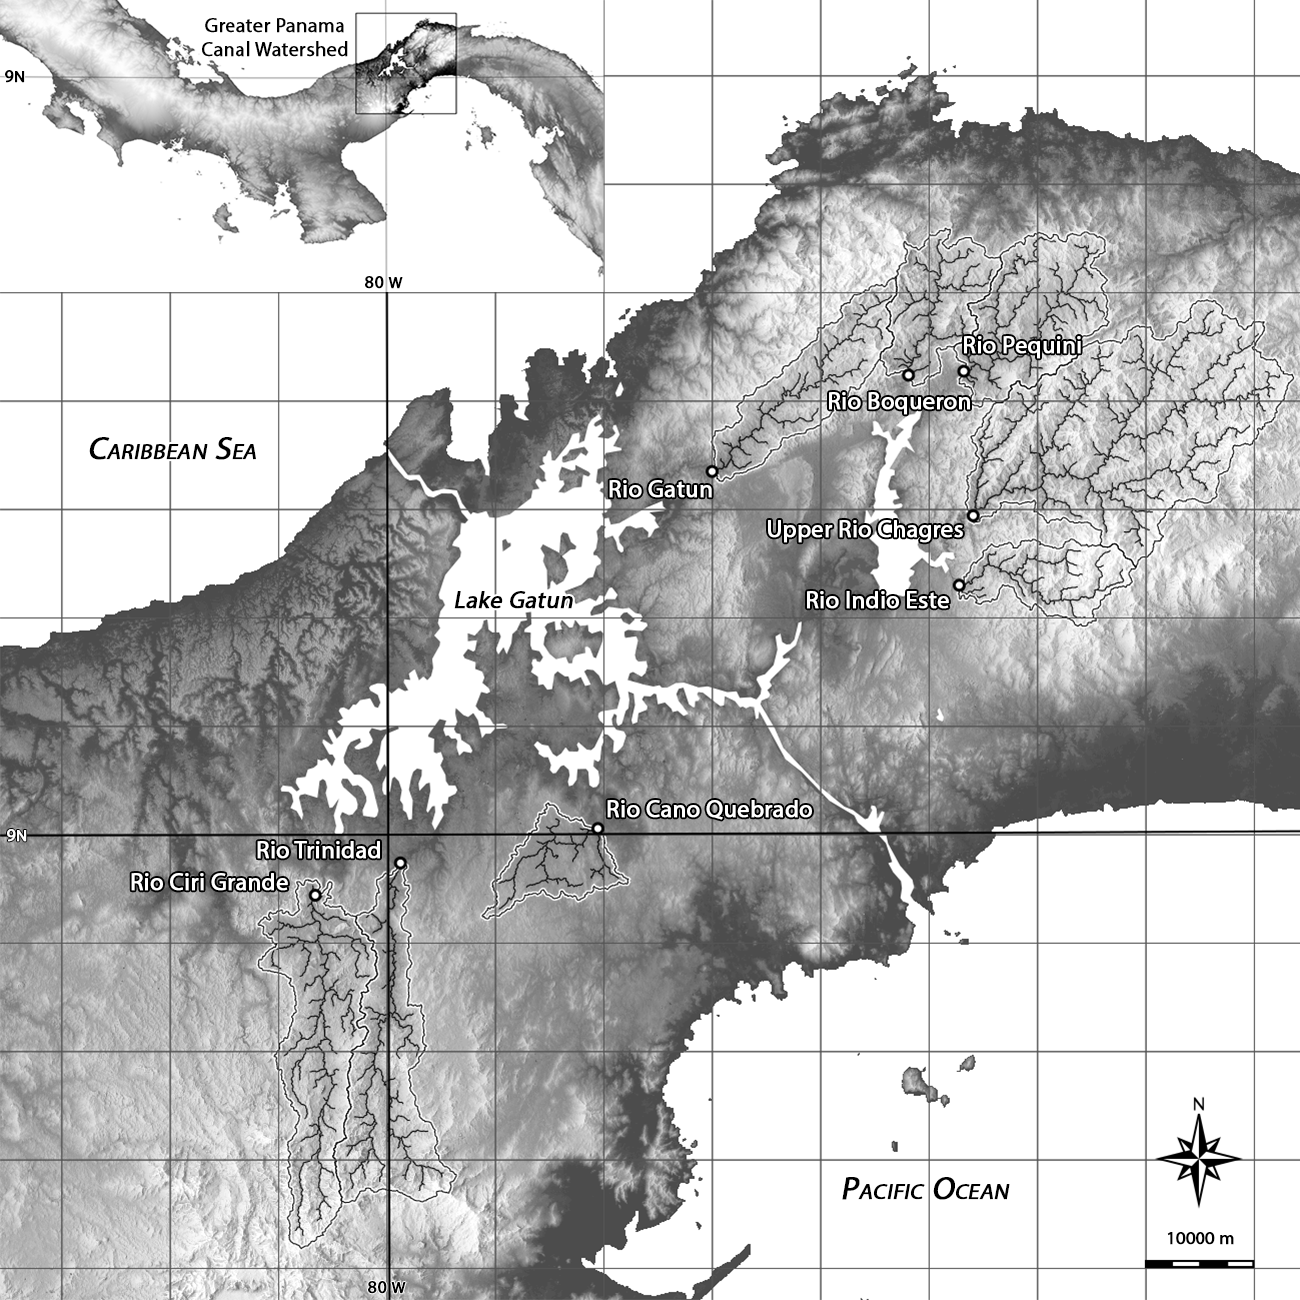 Greater Panama
Canal Watershed
9N
80 W
Rio Pequini
Rio Boqueron
Caribbean Sea
Rio Gatun
Upper Rio Chagres
Lake Gatun
Rio Indio Este
Rio Cano Quebrado
9N
Rio Trinidad
Rio Ciri Grande
N
Pacific Ocean
10000 m
80 W